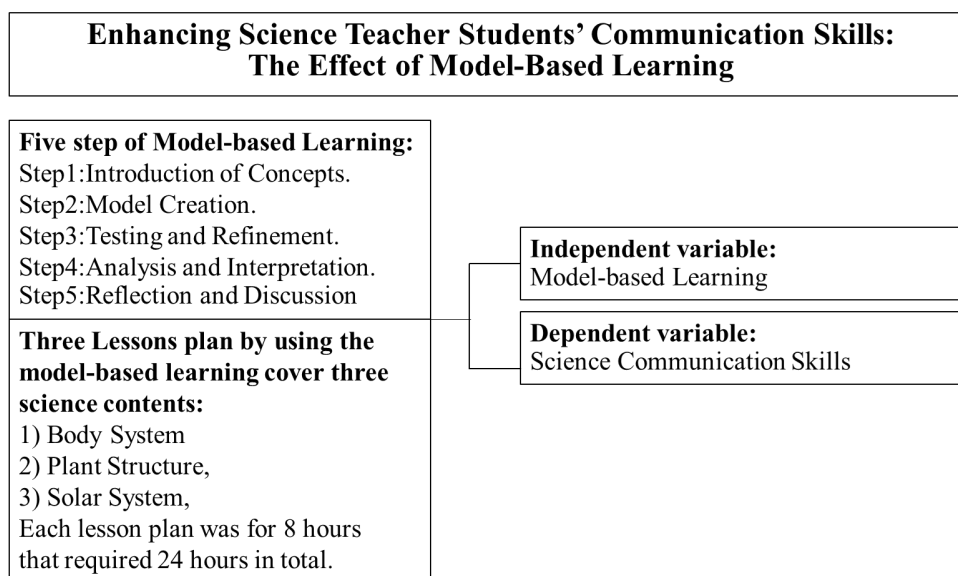 Enhancing Science Teacher Students’ Communication Skills:
The Effect of Model-Based Learning
Five step of Model-based Learning:
Step1:Introduction of Concepts.
Step2:Model Creation.
Step3:Testing and Refinement.
Step4:Analysis and Interpretation.
Step5:Reflection and Discussion
Three Lessons plan by using the
model-based learning cover three
science contents:
1) Body System
2) Plant Structure,
3) Solar System,
Each lesson plan was for 8 hours
that required 24 hours in total.
Independent variable:
Model-based Learning
Dependent variable:
Science Communication Skills